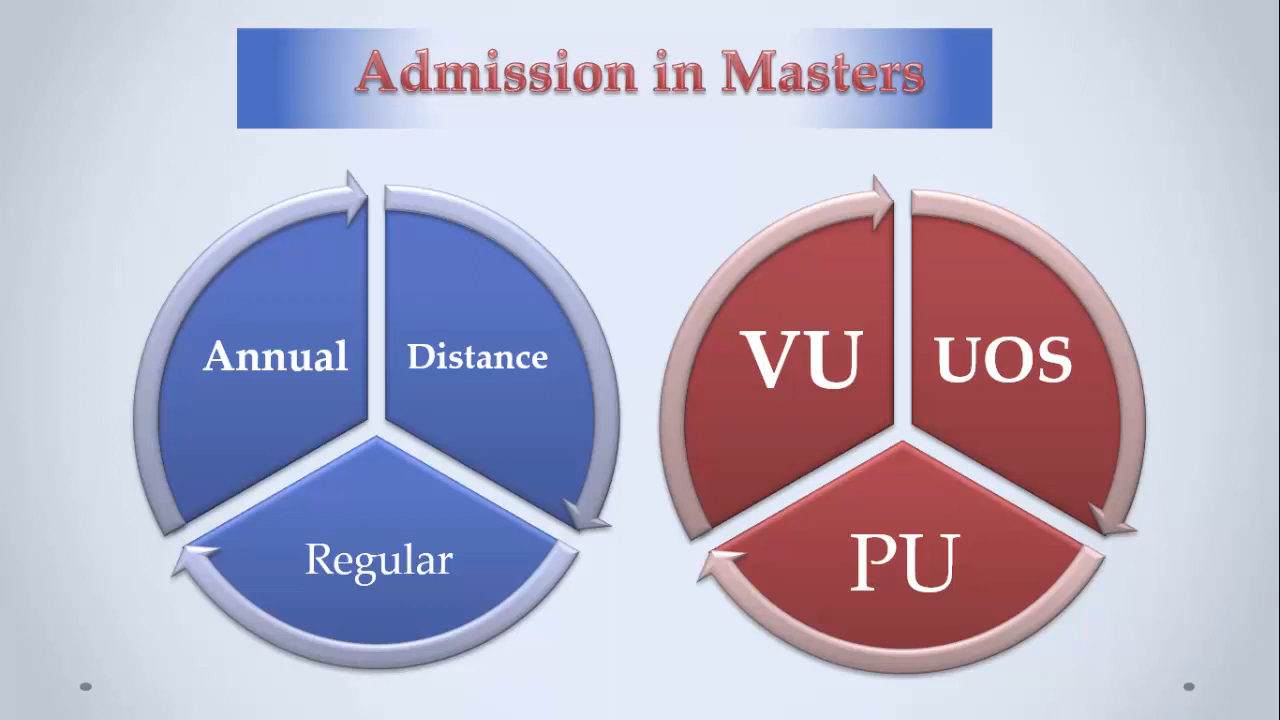 Admission in Masters
Annual
Distance
Regular
VU
UOS
PU